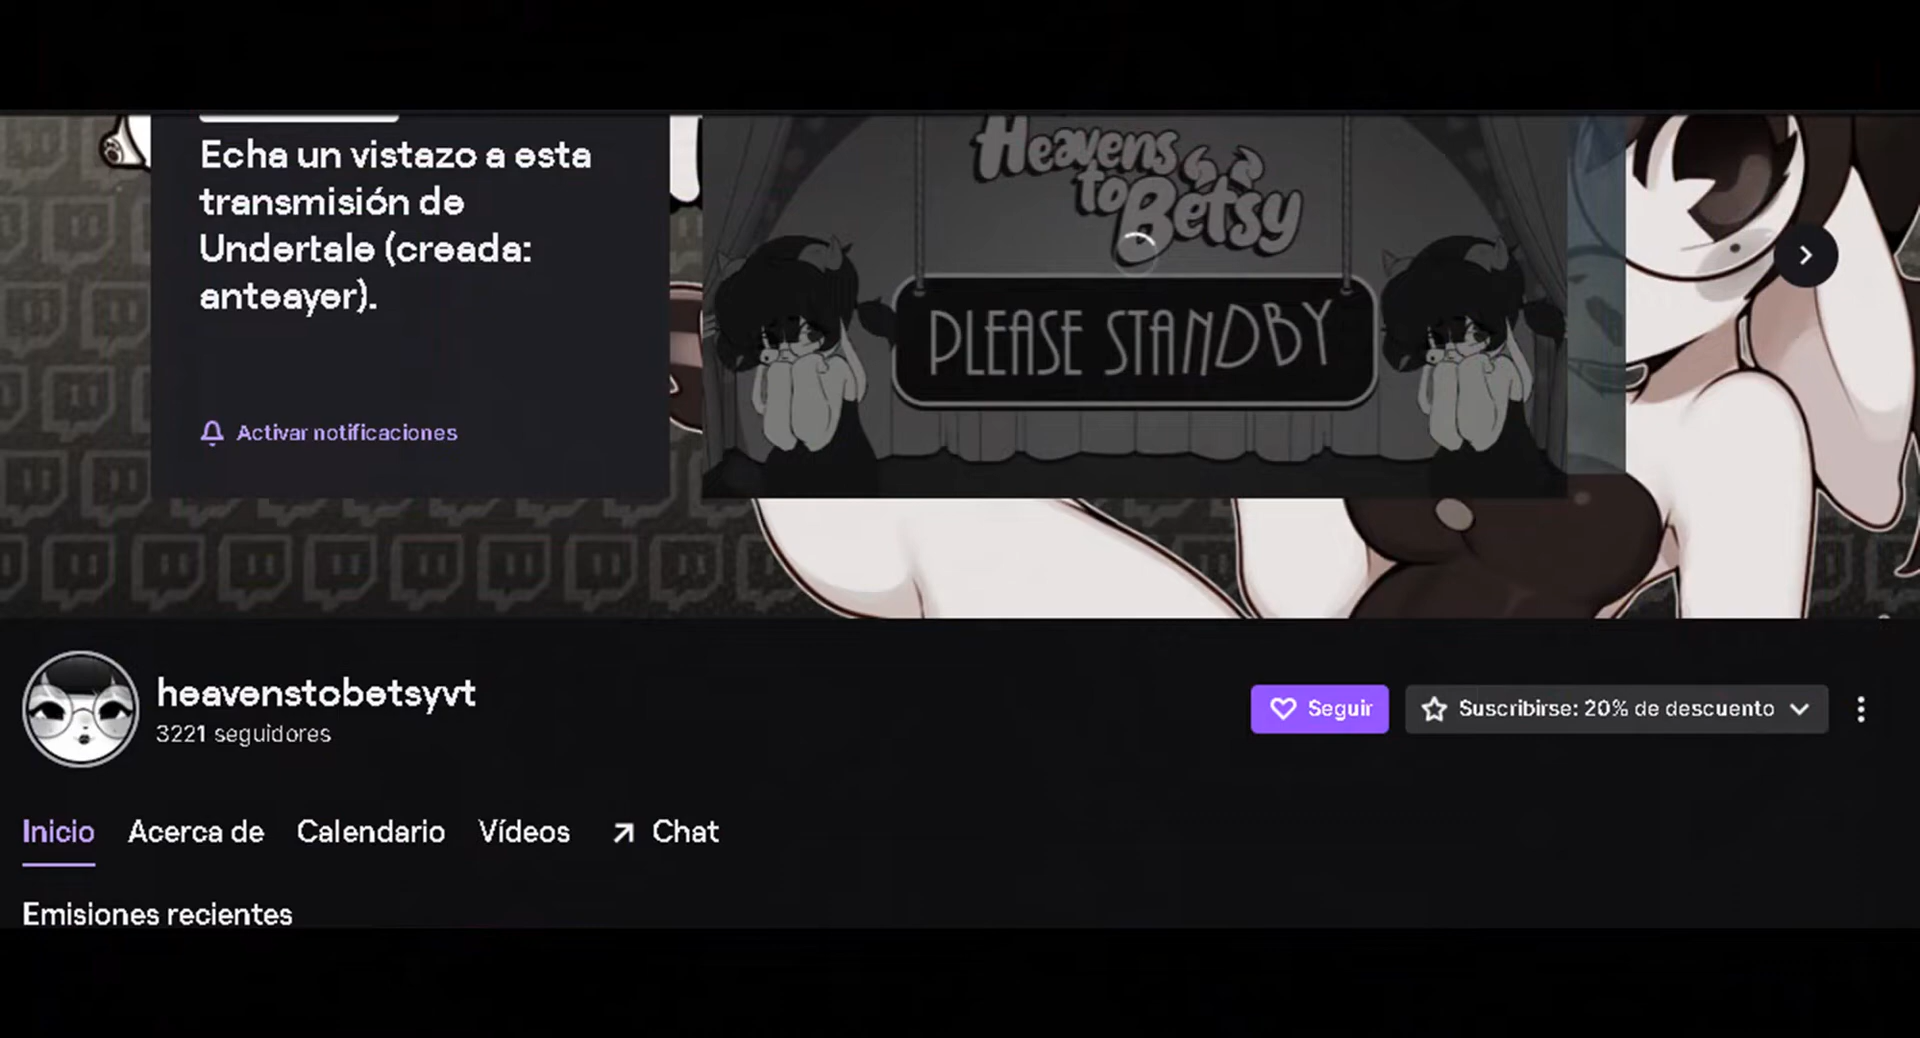 Echa un vistazo a esta
transmisión de
Undertale (creada:
anteayer).
Activar notificaciones
Heavens
to Betsy
PLEASE STANDBY
heavenstobetsyvt
3221 seguidores
Seguir
Suscribirse: 20% de descuento
Inicio
Acerca de
Calendario
Vídeos
Chat
Emisiones recientes